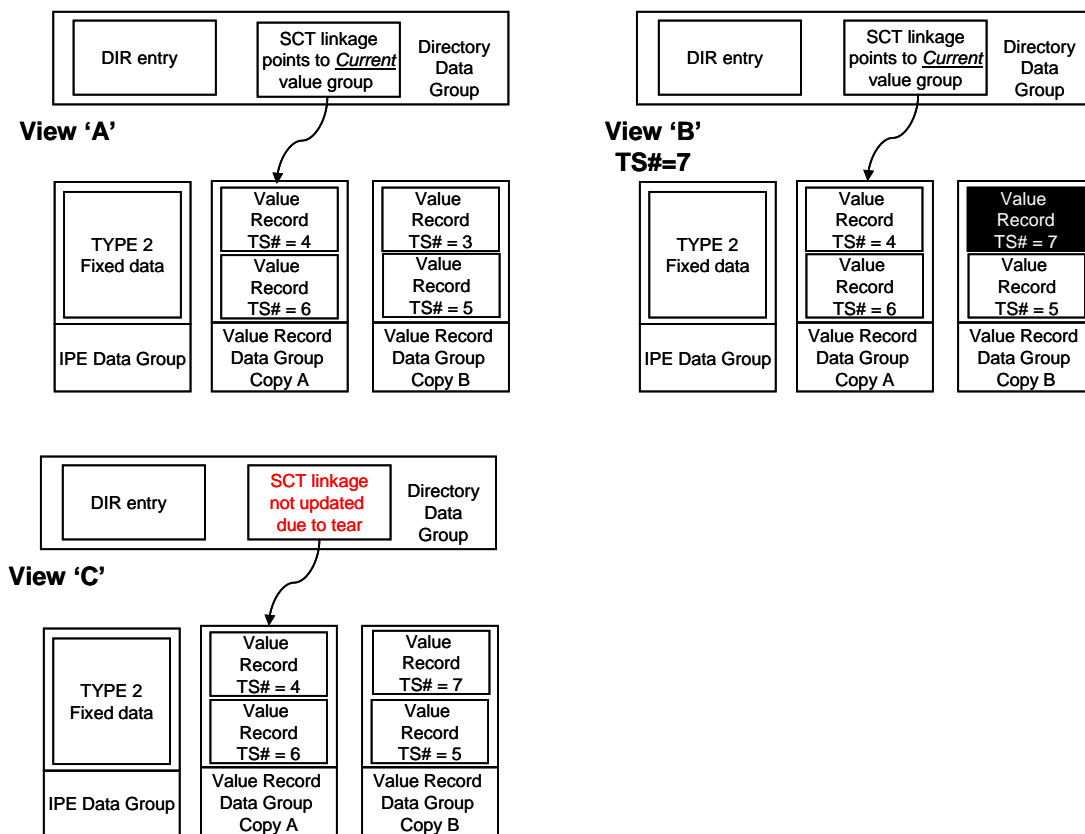 DIR entry
SCT linkage
points to Current
value group
Directory
Data
Group
View ‘A’
TYPE 2
Fixed data
IPE Data Group
Value
Record
TS# = 4
Value
Record
TS# = 6
Value Record
Data Group
Copy A
Value
Record
TS# = 3
Value
Record
TS# = 5
Value Record
Data Group
Copy B
DIR entry
SCT linkage
points to Current
value group
Directory
Data
Group
View ‘B’
TS#=7
TYPE 2
Fixed data
IPE Data Group
Value
Record
TS# = 4
Value
Record
TS# = 6
Value Record
Data Group
Copy A
Value
Record
TS# = 7
Value
Record
TS# = 5
Value Record
Data Group
Copy B
DIR entry
SCT linkage
not updated
due to tear
Directory
Data
Group
View ‘C’
TYPE 2
Fixed data
IPE Data Group
Value
Record
TS# = 4
Value
Record
TS# = 6
Value Record
Data Group
Copy A
Value
Record
TS# = 7
Value
Record
TS# = 5
Value Record
Data Group
Copy B